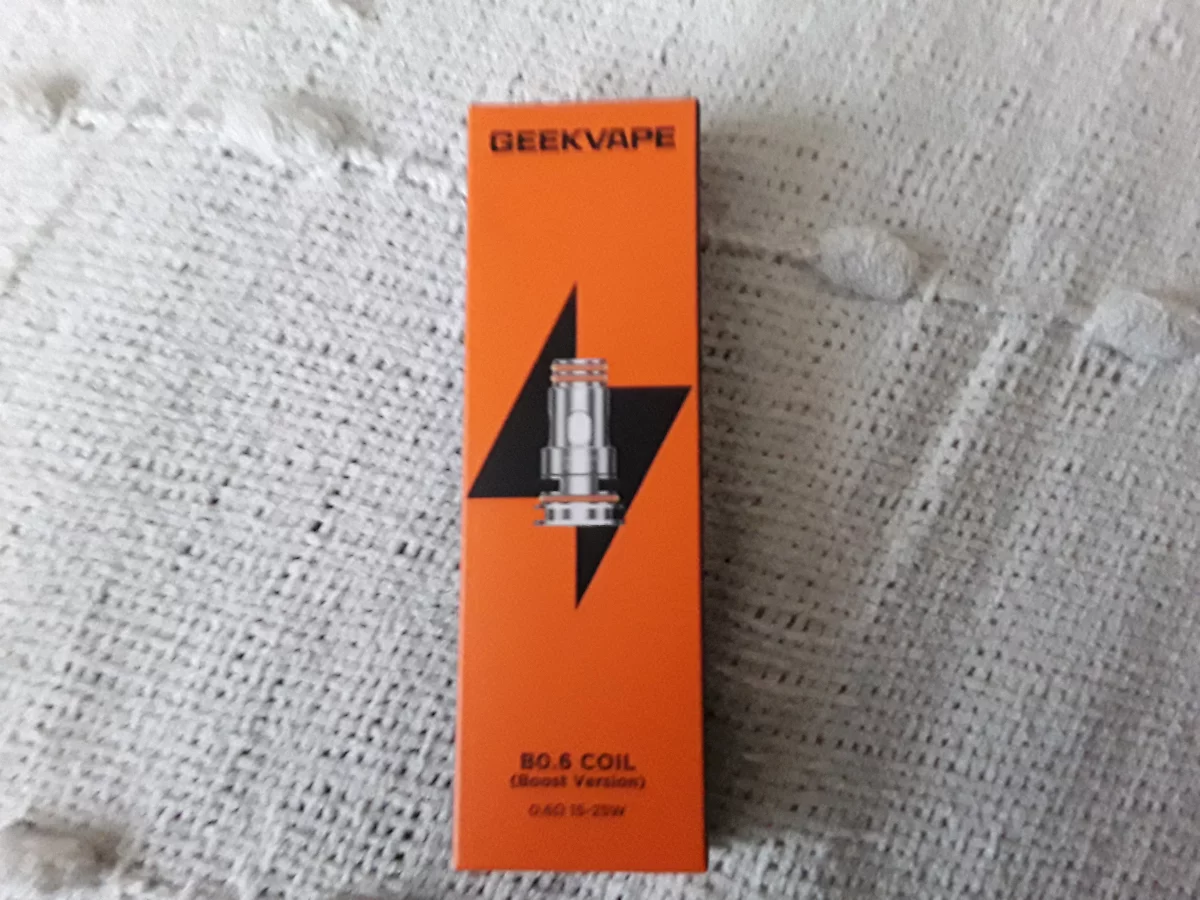 GEEKVAPE
B0.6 COIL
(Boost Version)
0.6Ω 15-25W